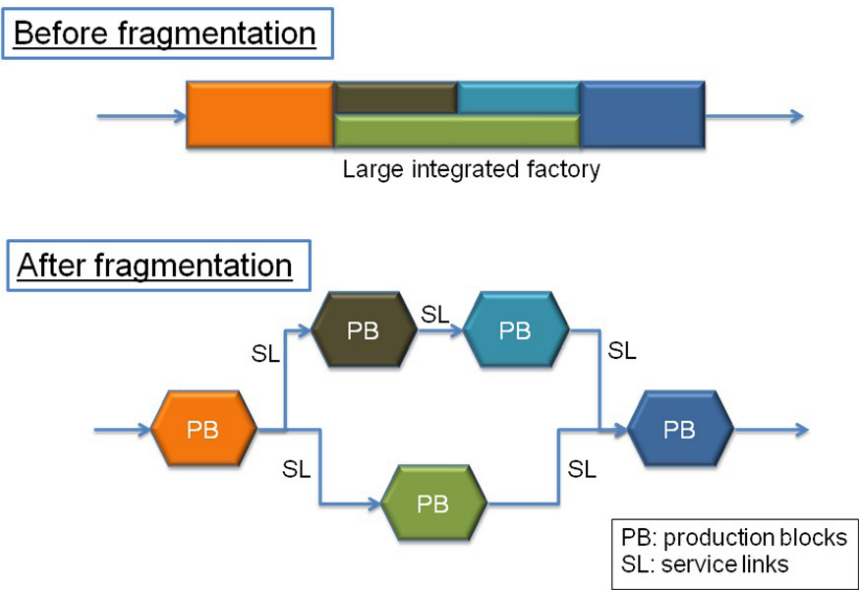 Before fragmentation
Large integrated factory
After fragmentation
PB
SL
PB
SL
SL
PB
SL
PB
SL
PB
SL
PB: production blocks
SL: service links